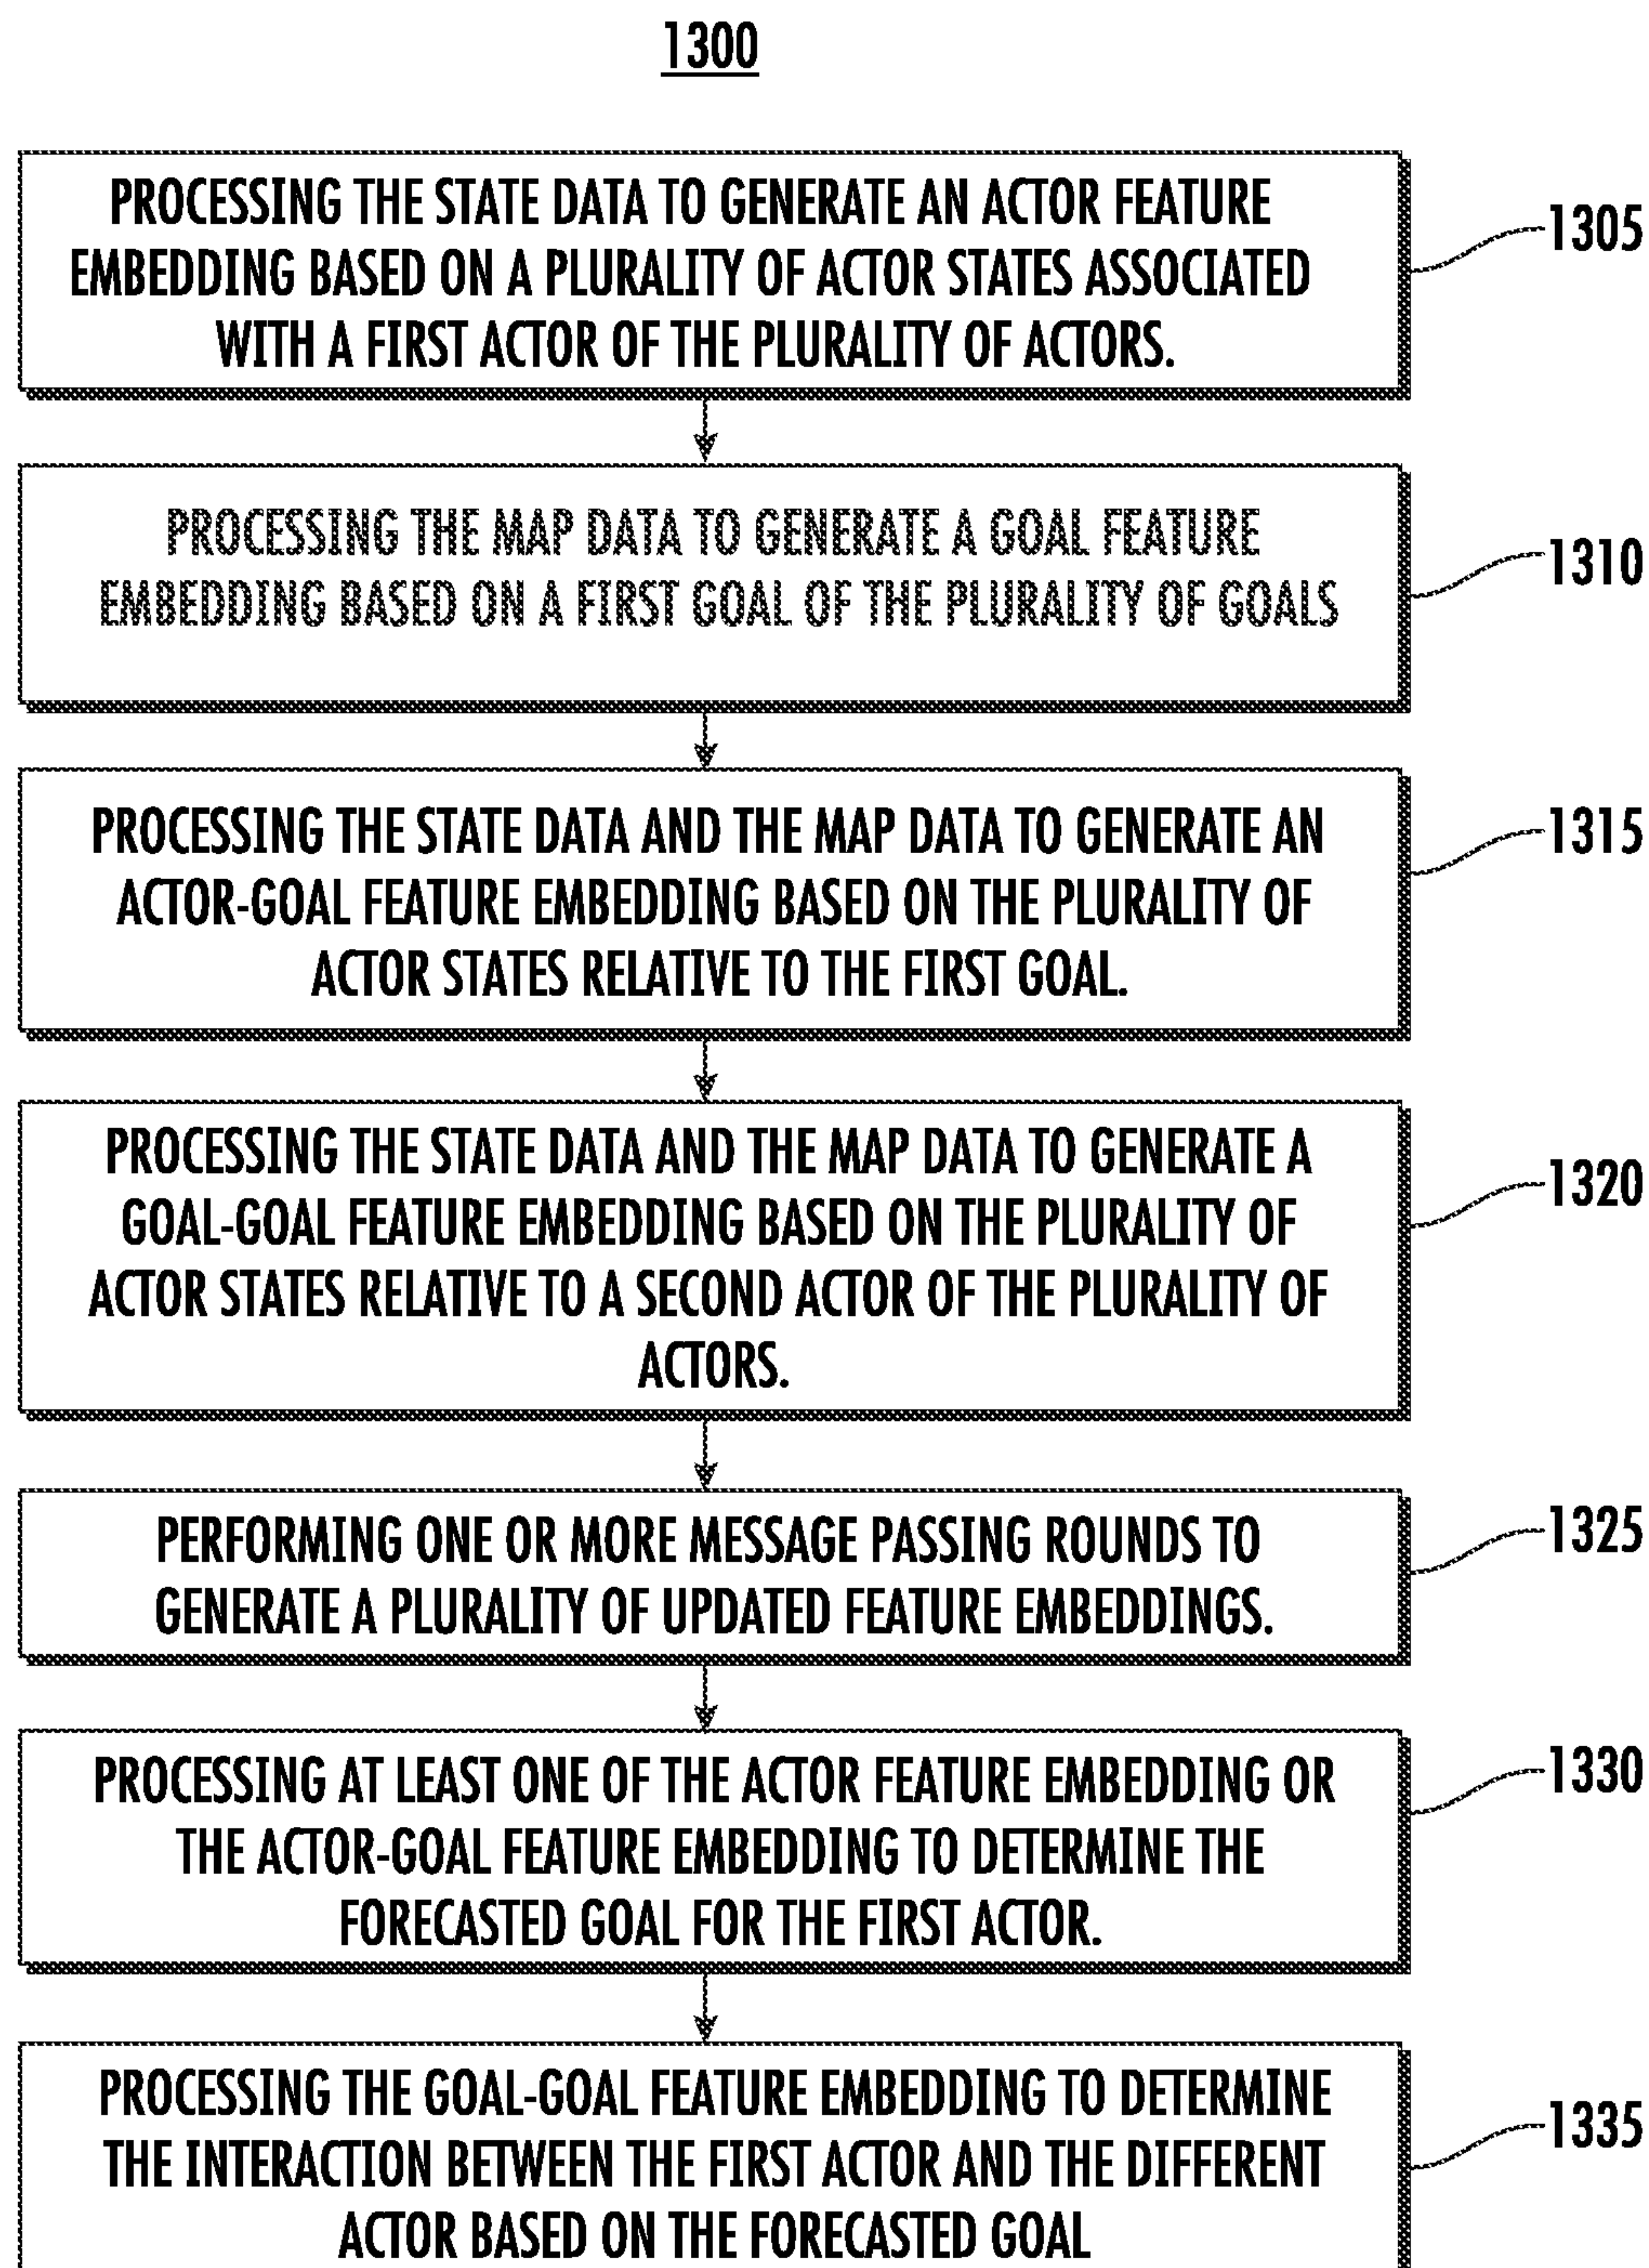 1300
PROCESSING THE STATE DATA TO GENERATE AN ACTOR FEATURE
EMBEDDING BASED ON A PLURALITY OF ACTOR STATES ASSOCIATED
WITH A FIRST ACTOR OF THE PLURALITY OF ACTORS.
1305
PROCESSING THE MAP DATA TO GENERATE A GOAL FEATURE
EMBEDDING BASED ON A FIRST GOAL OF THE PLURALITY OF GOALS
1310
PROCESSING THE STATE DATA AND THE MAP DATA TO GENERATE AN
ACTOR-GOAL FEATURE EMBEDDING BASED ON THE PLURALITY OF
ACTOR STATES RELATIVE TO THE FIRST GOAL.
1315
PROCESSING THE STATE DATA AND THE MAP DATA TO GENERATE A
GOAL-GOAL FEATURE EMBEDDING BASED ON THE PLURALITY OF
ACTOR STATES RELATIVE TO A SECOND ACTOR OF THE PLURALITY OF
ACTORS.
1320
PERFORMING ONE OR MORE MESSAGE PASSING ROUNDS TO
GENERATE A PLURALITY OF UPDATED FEATURE EMBEDDINGS.
1325
PROCESSING AT LEAST ONE OF THE ACTOR FEATURE EMBEDDING OR
THE ACTOR-GOAL FEATURE EMBEDDING TO DETERMINE THE
FORECASTED GOAL FOR THE FIRST ACTOR.
1330
PROCESSING THE GOAL-GOAL FEATURE EMBEDDING TO DETERMINE
THE INTERACTION BETWEEN THE FIRST ACTOR AND THE DIFFERENT
ACTOR BASED ON THE FORECASTED GOAL
1335